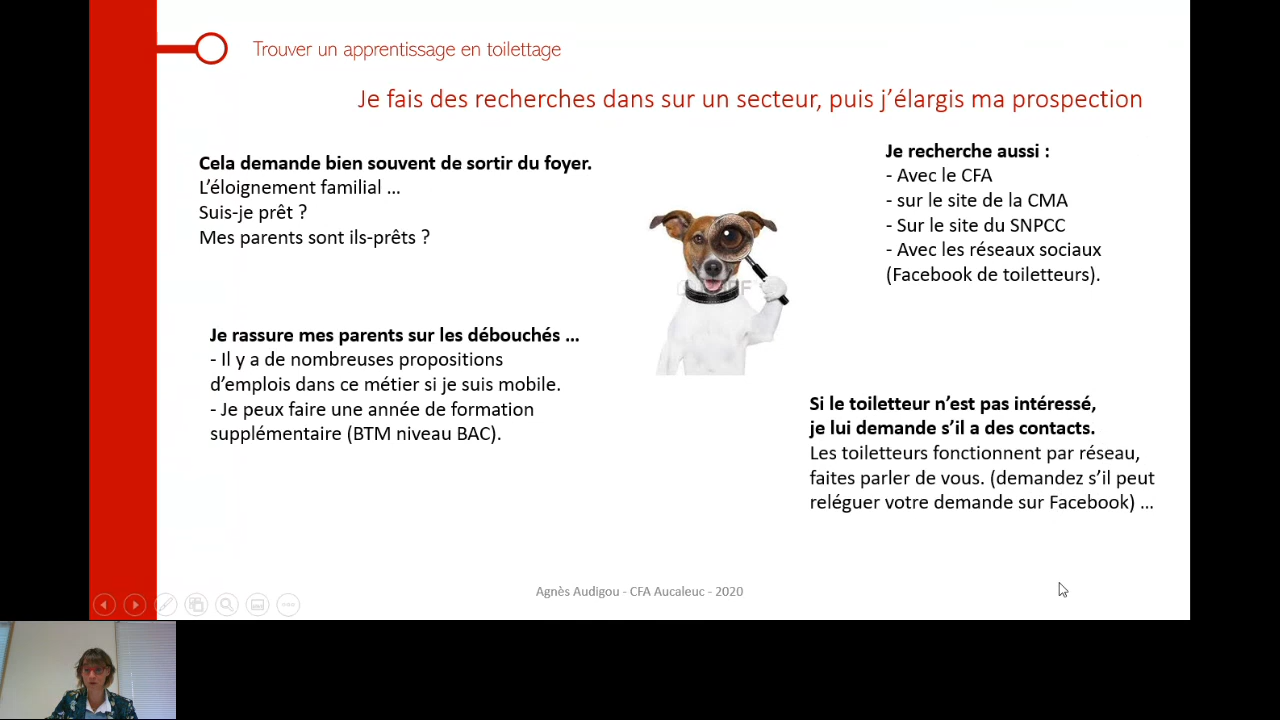 Trouver un apprentissage en toilettage
Je fais des recherches dans sur un secteur, puis j’élargis ma prospection
Cela demande bien souvent de sortir du foyer.
L’éloignement familial ...
Suis-je prêt ?
Mes parents sont ils-prêts ?
Je rassure mes parents sur les débouchés ...
- Il y a de nombreuses propositions
d’emplois dans ce métier si je suis mobile.
- Je peux faire une année de formation
supplémentaire (BTM niveau BAC).
Je recherche aussi :
- Avec le CFA
- sur le site de la CMA
- Sur le site du SNPCC
- Avec les réseaux sociaux
(Facebook de toiletteurs).
Si le toiletteur n’est pas intéressé,
je lui demande s’il a des contacts.
Les toiletteurs fonctionnent par réseau,
faites parler de vous. (demandez s’il peut
reléguer votre demande sur Facebook) ...
Agnès Audigou - CFA Aucaleuc - 2020